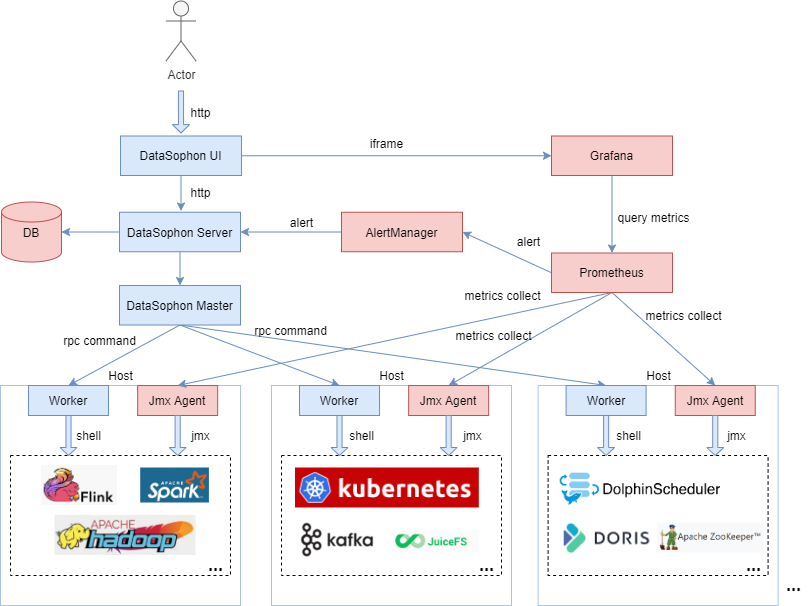 Actor
http
DataSophon UI
iframe
Grafana
http
query metrics
DB
DataSophon Server
alert
AlertManager
alert
Prometheus
DataSophon Master
metrics collect
rpc command
rpc command
metrics collect
metrics collect
Host
Host
Host
Worker
Jmx Agent
Worker
Jmx Agent
Worker
Jmx Agent
shell
jmx
shell
jmx
shell
jmx
Flink
APACHE
Spark
APACHE
hadoop
...
kubernetes
kafka
JuiceFS
...
DolphinScheduler
DORIS
Apache ZooKeeper™
...
...